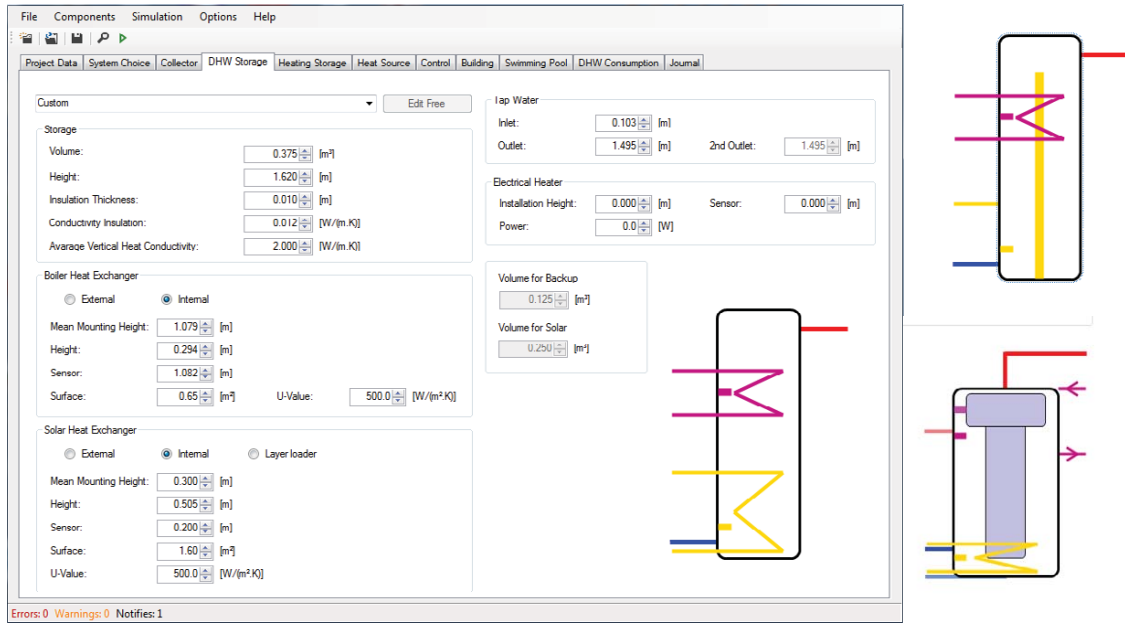 File Components Simulation Options Help
Project Data System Choice Collector DHW Storage Heating Storage Heat Source Control Building Swimming Pool DHW Consumption Journal
Custom Edit Free
Storage
Volume: 0.375 [m³]
Height: 1.620 [m]
Insulation Thickness: 0.010 [m]
Conductivity Insulation: 0.012 [W/(m.K)]
Avarage Vertical Heat Conductivity: 2.000 [W/(m.K)]
Boiler Heat Exchanger
External Internal
Mean Mounting Height: 1.079 [m]
Height: 0.294 [m]
Sensor: 1.082 [m]
Surface: 0.65 [m²] U-Value: 500.0 [W/(m².K)]
Solar Heat Exchanger
External Internal Layer loader
Mean Mounting Height: 0.300 [m]
Height: 0.505 [m]
Sensor: 0.200 [m]
Surface: 1.60 [m²]
U-Value: 500.0 [W/(m².K)]
Tap Water
Inlet: 0.103 [m]
Outlet: 1.495 [m] 2nd Outlet: 1.495 [m]
Electrical Heater
Installation Height: 0.000 [m] Sensor: 0.000 [m]
Power: 0.0 [W]
Volume for Backup
0.125 [m³]
Volume for Solar
0.250 [m³]
Errors: 0 Warnings: 0 Notifies: 1